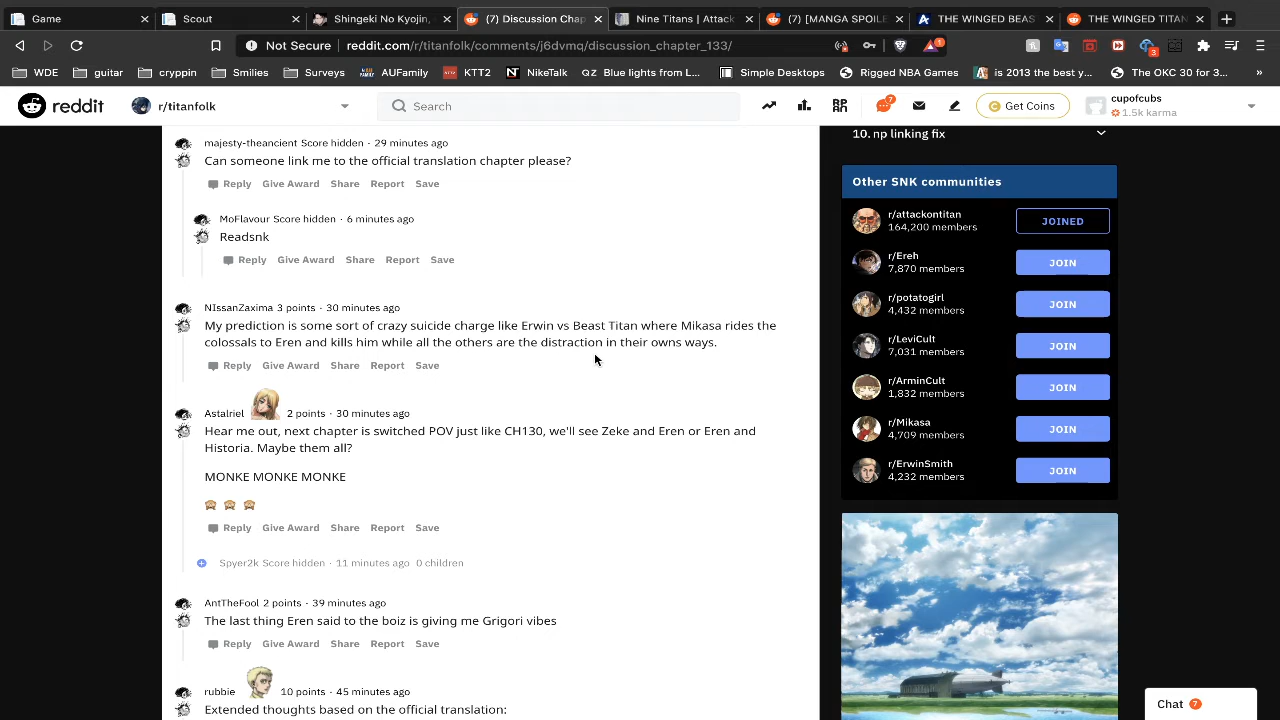 Game
Sculpt
Shingeki No Kyojin,
(7) Discussion Chap
Nine Titans | Attack
(7) [MANGA SPOILE
THE WINGED BEAS
THE WINGED TITAN
Not Secure
reddit.com/r/titanfolk/comments/j6dvmq/discussion_chapter_133/
1
3
WDE
guitar
cryppin
Smilies
Surveys
AUFamily
KTT2
NikeTalk
GZ Blue lights from L...
Simple Desktops
Rigged NBA Games
is 2013 the best y...
The OKC 30 for 3...
»
reddit
r/titanfolk
Search
7
Get Coins
cupofcubs
1.5k karma
majesty-theancient Score hidden · 29 minutes ago
Can someone link me to the official translation chapter please?
Reply Give Award Share Report Save
MoFlavour Score hidden · 6 minutes ago
Readsnk
Reply Give Award Share Report Save
NIssanZaxima 3 points · 30 minutes ago
My prediction is some sort of crazy suicide charge like Erwin vs Beast Titan where Mikasa rides the
colossals to Eren and kills him while all the others are the distraction in their owns ways.
Reply Give Award Share Report Save
Astalriel 2 points · 30 minutes ago
Hear me out, next chapter is switched POV just like CH130, we'll see Zeke and Eren or Eren and
Historia. Maybe them all?
MONKE MONKE MONKE
🙈 🙈 🙈
Reply Give Award Share Report Save
Spyer2k Score hidden · 11 minutes ago 0 children
AntTheFool 2 points · 39 minutes ago
The last thing Eren said to the boiz is giving me Grigori vibes
Reply Give Award Share Report Save
rubbie 10 points · 45 minutes ago
Extended thoughts based on the official translation:
10. np linking fix
Other SNK communities
r/attackontitan
164,200 members
JOINED
r/Ereh
7,870 members
JOIN
r/potatogirl
4,432 members
JOIN
r/LeviCult
7,031 members
JOIN
r/ArminCult
1,832 members
JOIN
r/Mikasa
4,709 members
JOIN
r/ErwinSmith
4,232 members
JOIN
Chat 7